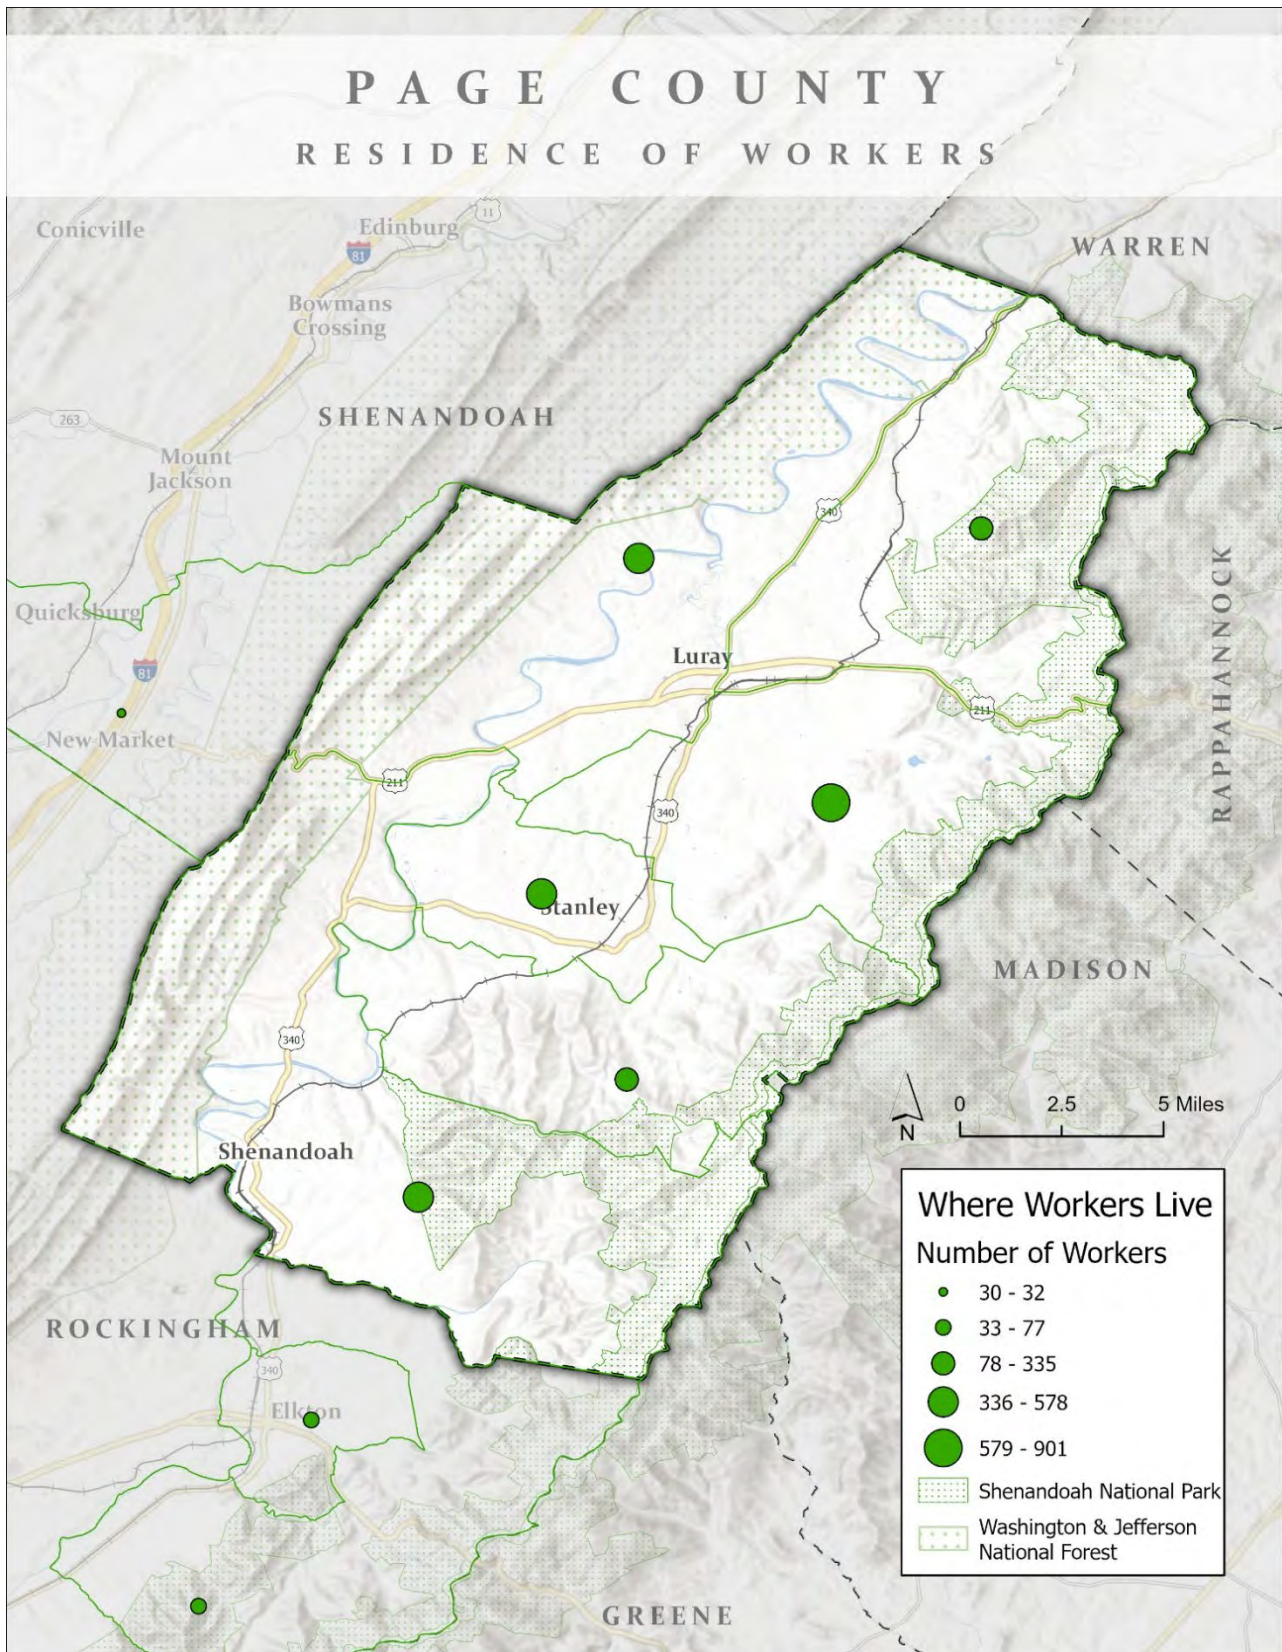 PAGE COUNTY
RESIDENCE OF WORKERS
11
Conicville
Edinburg
81
WARREN
Bowmans
Crossing
263
SHENANDOAH
Mount
Jackson
340
RAPPAHANNOCK
Quicksburg
81
Luray
211
New Market
211
340
Stanley
MADISON
340
N
0 2.5 5 Miles
Shenandoah
Where Workers Live
Number of Workers
30 - 32
33 - 77
78 - 335
336 - 578
579 - 901
Shenandoah National Park
Washington & Jefferson
National Forest
ROCKINGHAM
340
Elkton
GREENE